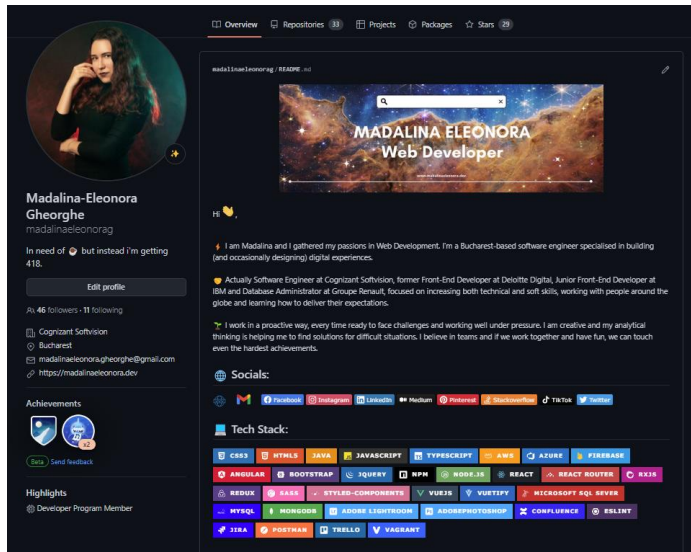 Overview
Repositories 33
Projects
Packages
Stars 29
madalinaeleonorag/README.md
MADALINA ELEONORA
Web Developer
Madalina-Eleonora
Gheorghe
madalinaeleonorag
In need of but instead i'm getting
418.
Edit profile
46 followers · 11 following
Cognizant Softvision
Bucharest
madalinaeleonora.gheorghe@gmail.com
https://madalinaeleonora.dev
Achievements
x2
Beta Send feedback
Highlights
Developer Program Member
Hi ,
I am Madalina and I gathered my passions in Web Development. I'm a Bucharest-based software engineer specialised in building
(and occasionally designing) digital experiences.
Actually Software Engineer at Cognizant Softvision, former Front-End Developer at Deloitte Digital, Junior Front-End Developer at
IBM and Database Administrator at Groupe Renault, focused on increasing both technical and soft skills, working with people around the
globe and learning how to deliver their expectations.
I work in a proactive way, every time ready to face challenges and working well under pressure. I am creative and my analytical
thinking is helping me to find solutions for difficult situations. I believe in teams and if we work together and have fun, we can touch
even the hardest achievements.
Socials:
Facebook Instagram LinkedIn Medium Pinterest Stackoverflow TikTok Twitter
Tech Stack:
CSS3 HTML5 JAVA JAVASCRIPT TYPESCRIPT AWS AZURE FIREBASE
ANGULAR BOOTSTRAP JQUERY NPM NODE.JS REACT REACT ROUTER RXJS
REDUX SASS STYLED-COMPONENTS VUEJS VUETIFY MICROSOFT SQL SEVER
MYSQL MONGODB ADOBE LIGHTROOM ADOBEPHOTOSHOP CONFLUENCE ESLINT
JIRA POSTMAN TRELLO VAGRANT